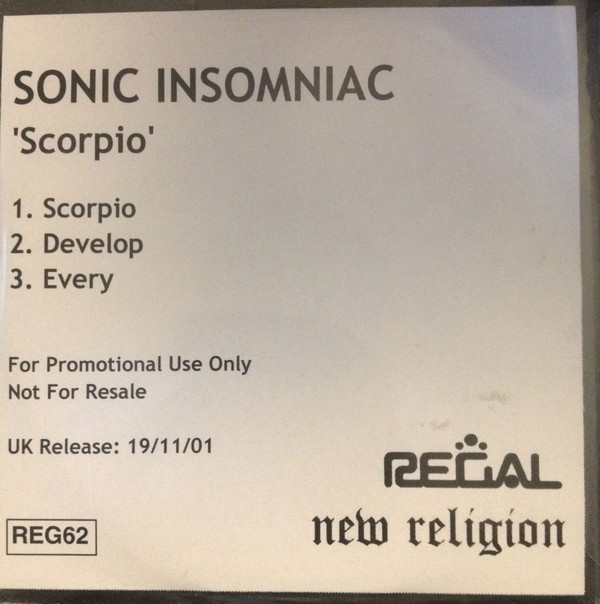 SONIC INSOMNIAC
'Scorpio'
1. Scorpio
2. Develop
3. Every
For Promotional Use Only
Not For Resale
UK Release: 19/11/01
REGAL
new religion
REG62